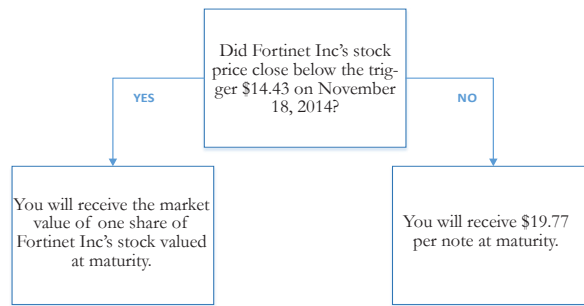 Did Fortinet Inc's stock
price close below the trig-
ger $14.43 on November
18, 2014?
YES
NO
You will receive the market
value of one share of
Fortinet Inc's stock valued
at maturity.
You will receive $19.77
per note at maturity.